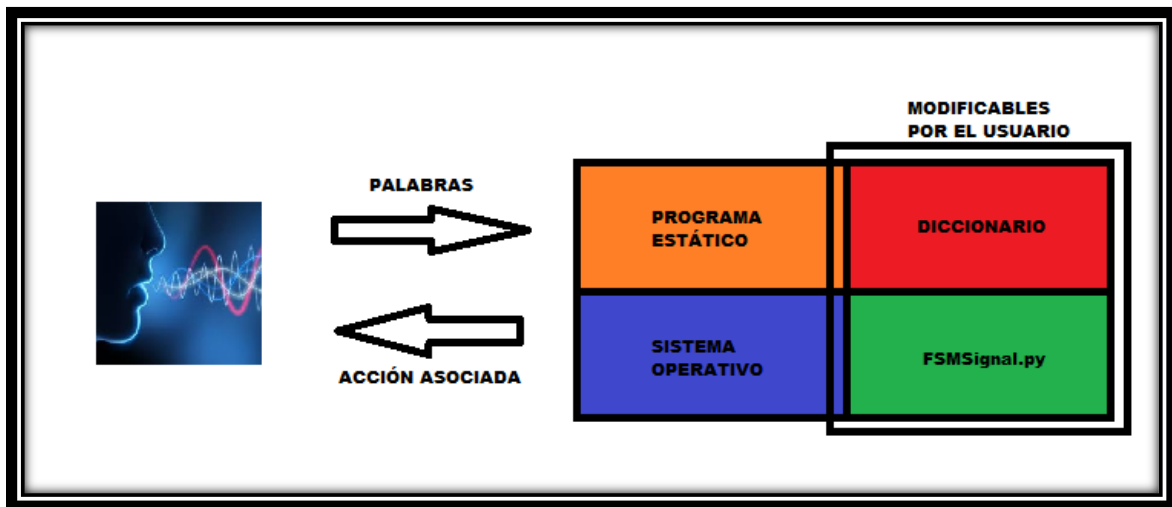 MODIFICABLES
POR EL USUARIO
PALABRAS
PROGRAMA
ESTÁTICO
DICCIONARIO
ACCIÓN ASOCIADA
SISTEMA
OPERATIVO
FSMSignal.py